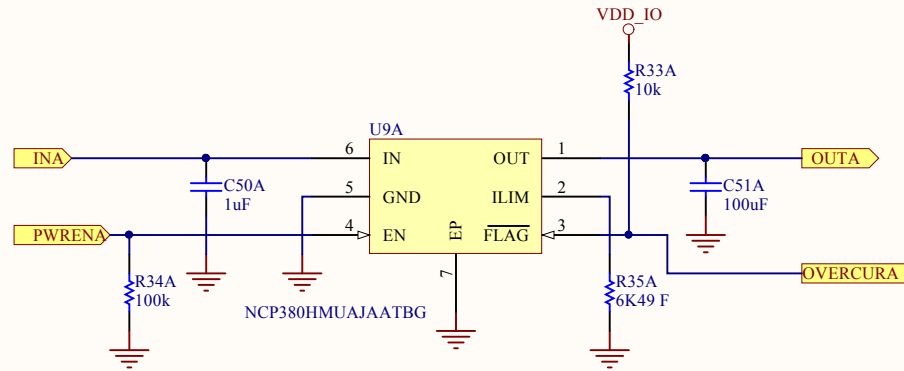 VDD_IO
R33A
10k
U9A
INA
6
IN
OUT
1
OUTA
C50A
1uF
5
GND
ILIM
2
C51A
100uF
PWRENA
4
EN
EP
FLAG
3
7
OVERCURA
R34A
100k
R35A
6K49 F
NCP380HMUAJAATBG